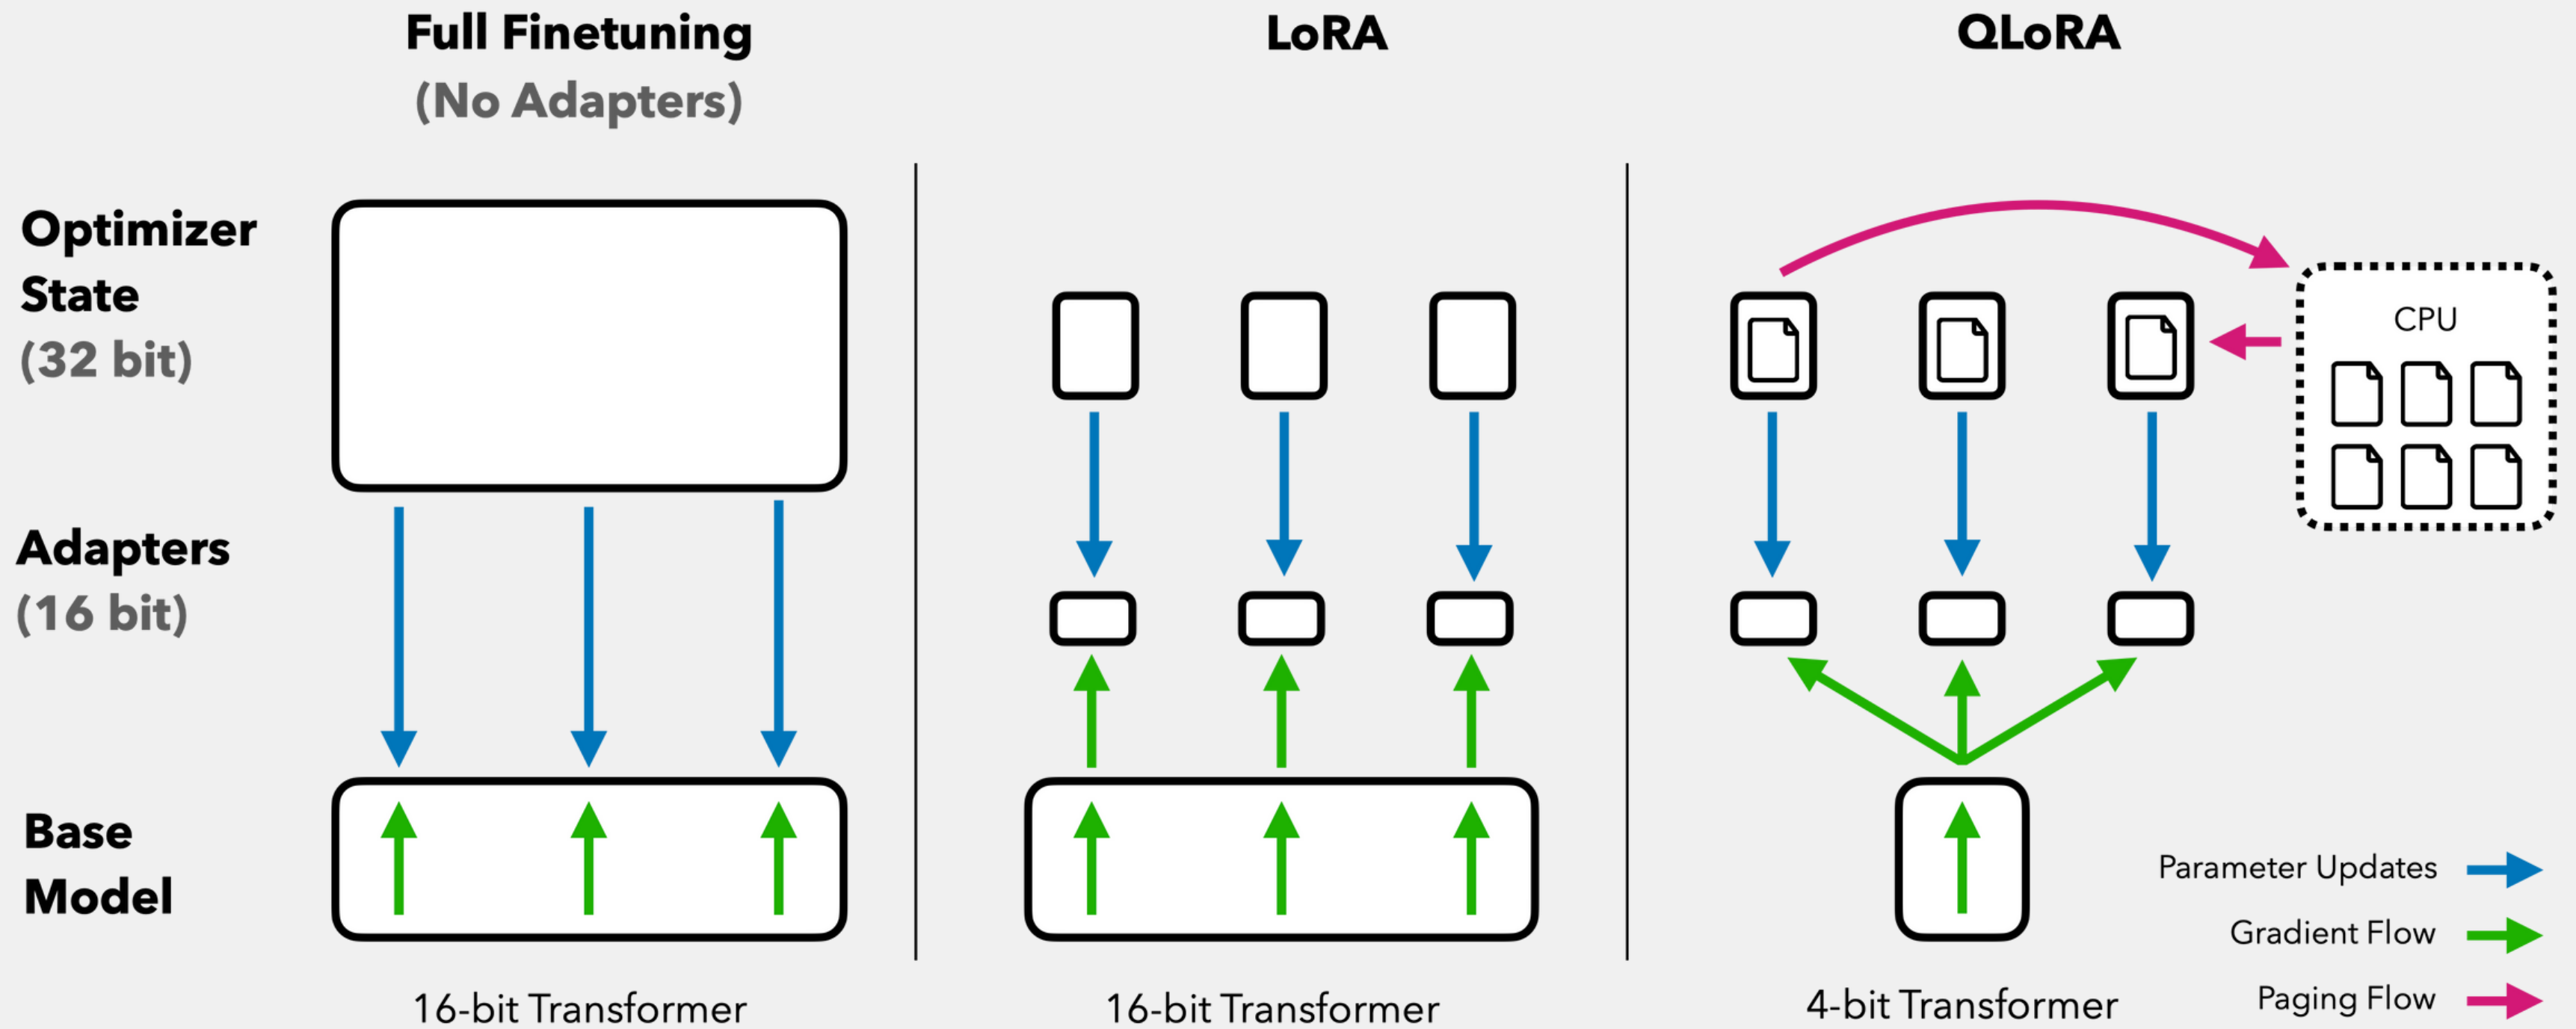 Full Finetuning
(No Adapters)
LoRA
QLoRA
Optimizer
State
(32 bit)
CPU
Adapters
(16 bit)
Base
Model
Parameter Updates
Gradient Flow
Paging Flow
16-bit Transformer
16-bit Transformer
4-bit Transformer